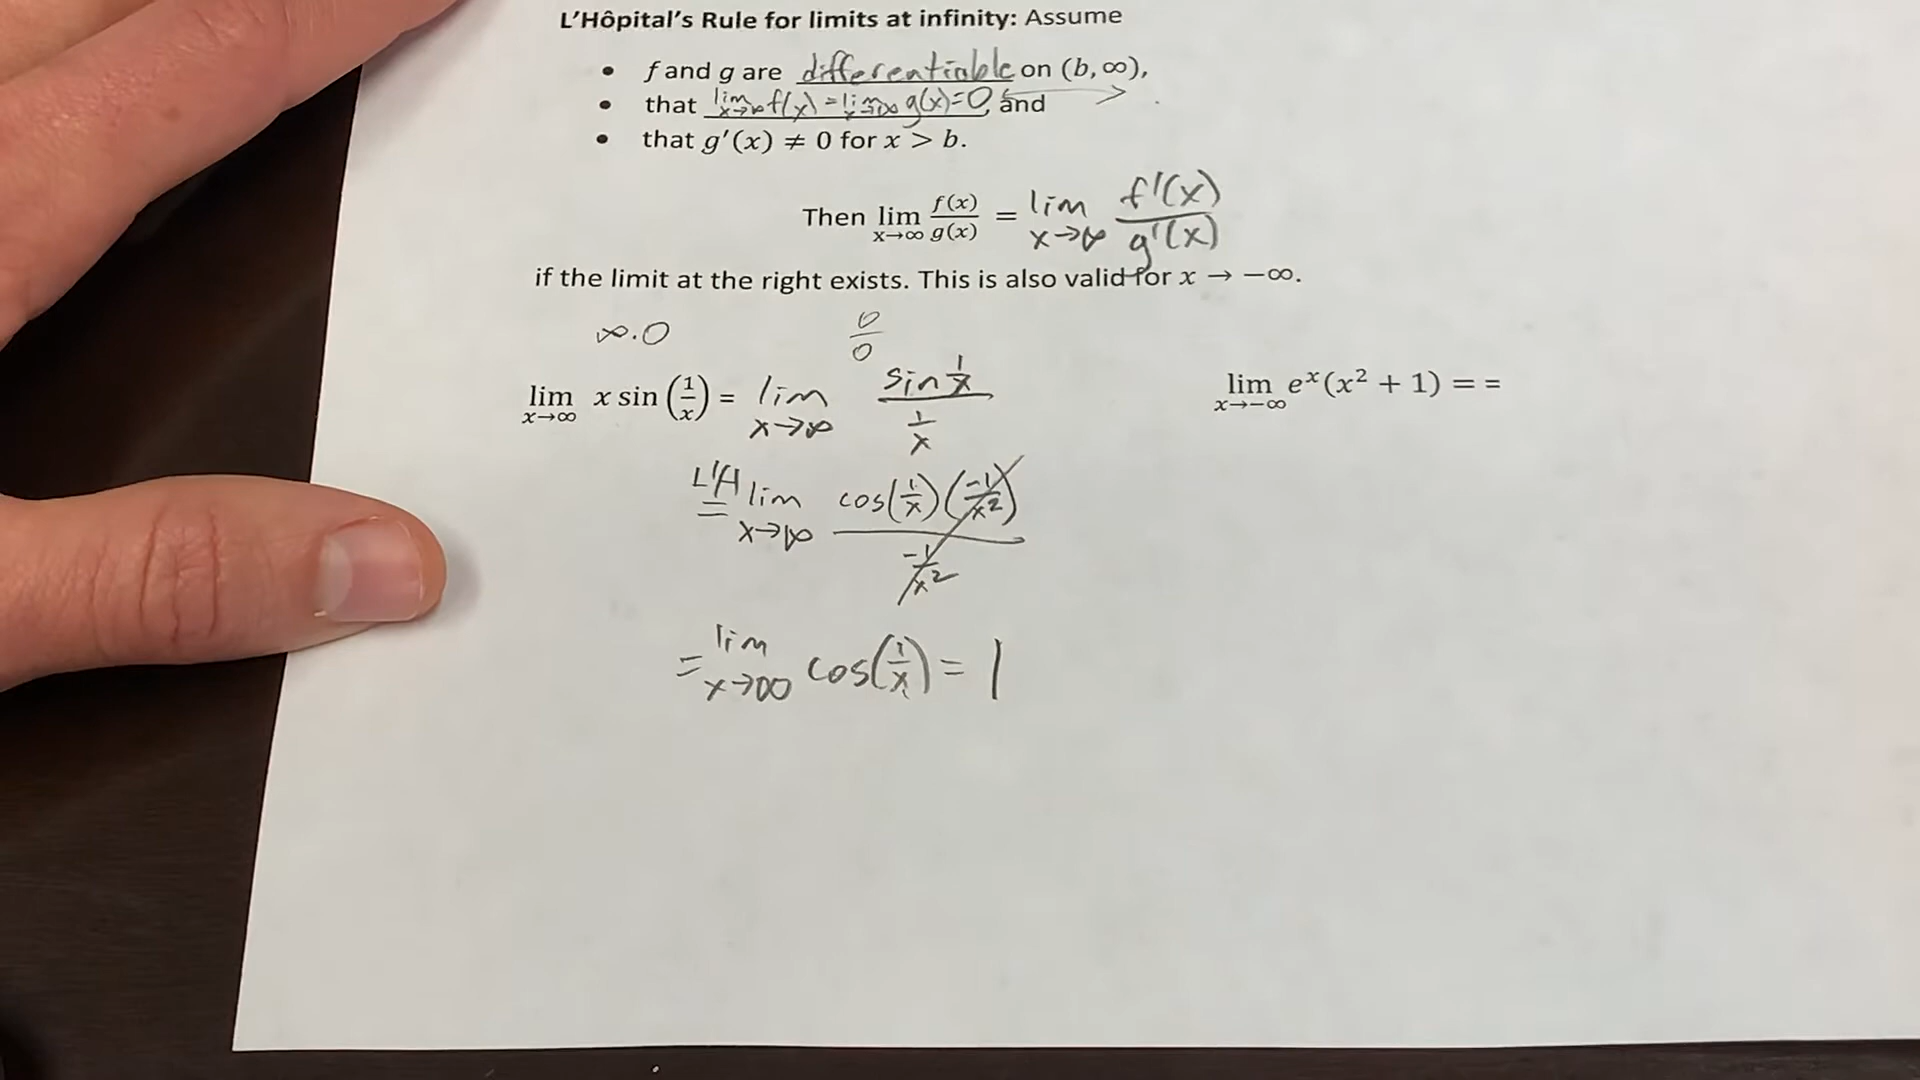 L'Hôpital's Rule for limits at infinity: Assume
• f and g are differentiable on (b, ∞),
• that lim x→∞ f(x) = lim x→∞ g(x) = 0, and
• that g′(x) ≠ 0 for x > b.
Then lim x→∞ f(x)/g(x) = lim x→∞ f'(x)/g'(x)
if the limit at the right exists. This is also valid for x → −∞.
∞·0 0/0
lim x→∞ x sin (1/x) = lim x→∞ sin 1/x / 1/x
L'H = lim x→∞ cos(1/x)(-1/x²) / -1/x²
= lim x→∞ cos(1/x) = 1
lim x→−∞ eˣ(x² + 1) = =